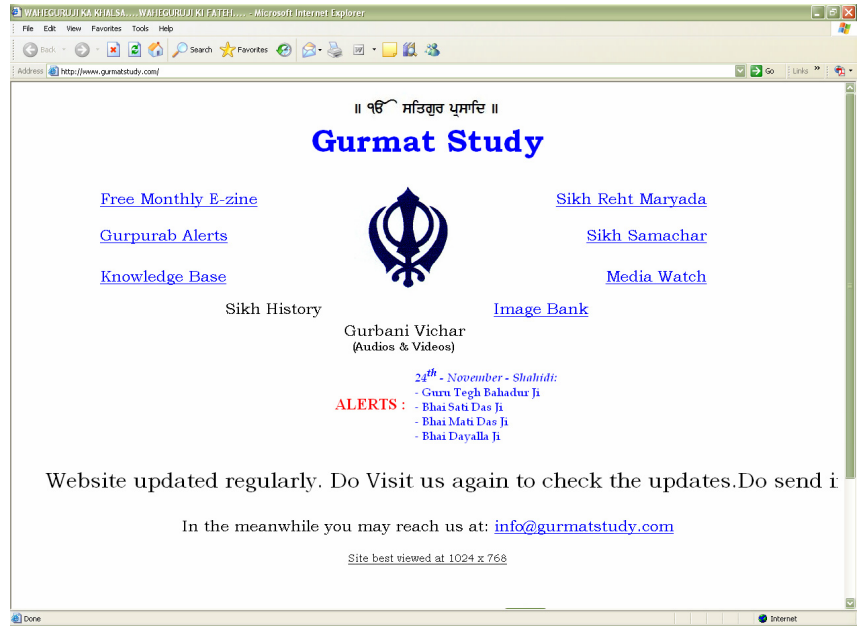 WAHEGURUJI KA KHALSA....WAHEGURUJI KI FATEH.... - Microsoft Internet Explorer
File Edit View Favorites Tools Help
Back Search Favorites
Address http://www.gurmatstudy.com/ Go Links »
॥ ੴ ਸਤਿਗੁਰ ਪ੍ਰਸਾਦਿ ॥
Gurmat Study
Free Monthly E-zine Sikh Reht Maryada
Gurpurab Alerts Sikh Samachar
Knowledge Base Media Watch
Sikh History Image Bank
Gurbani Vichar
(Audios & Videos)
24th - November - Shahidi:
- Guru Tegh Bahadur Ji
ALERTS : - Bhai Sati Das Ji
- Bhai Mati Das Ji
- Bhai Dayalla Ji
Website updated regularly. Do Visit us again to check the updates.Do send
In the meanwhile you may reach us at: info@gurmatstudy.com
Site best viewed at 1024 x 768
Done Internet